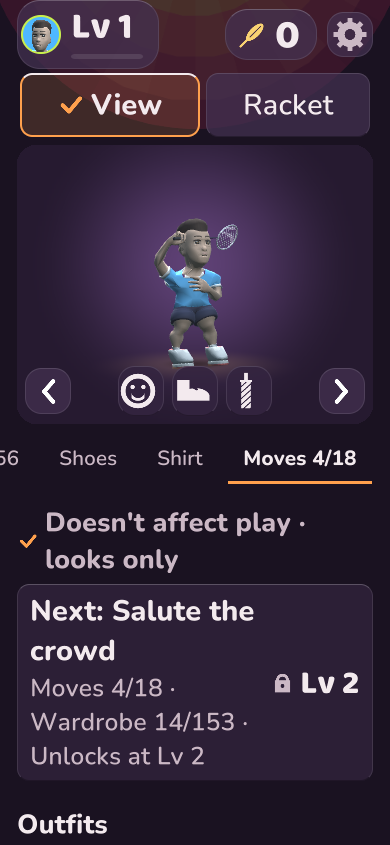 Lv 1
0
View
Racket
56
Shoes
Shirt
Moves 4/18
Doesn't affect play ·
looks only
Next: Salute the
crowd
Moves 4/18 ·
Wardrobe 14/153 ·
Unlocks at Lv 2
Lv 2
Outfits